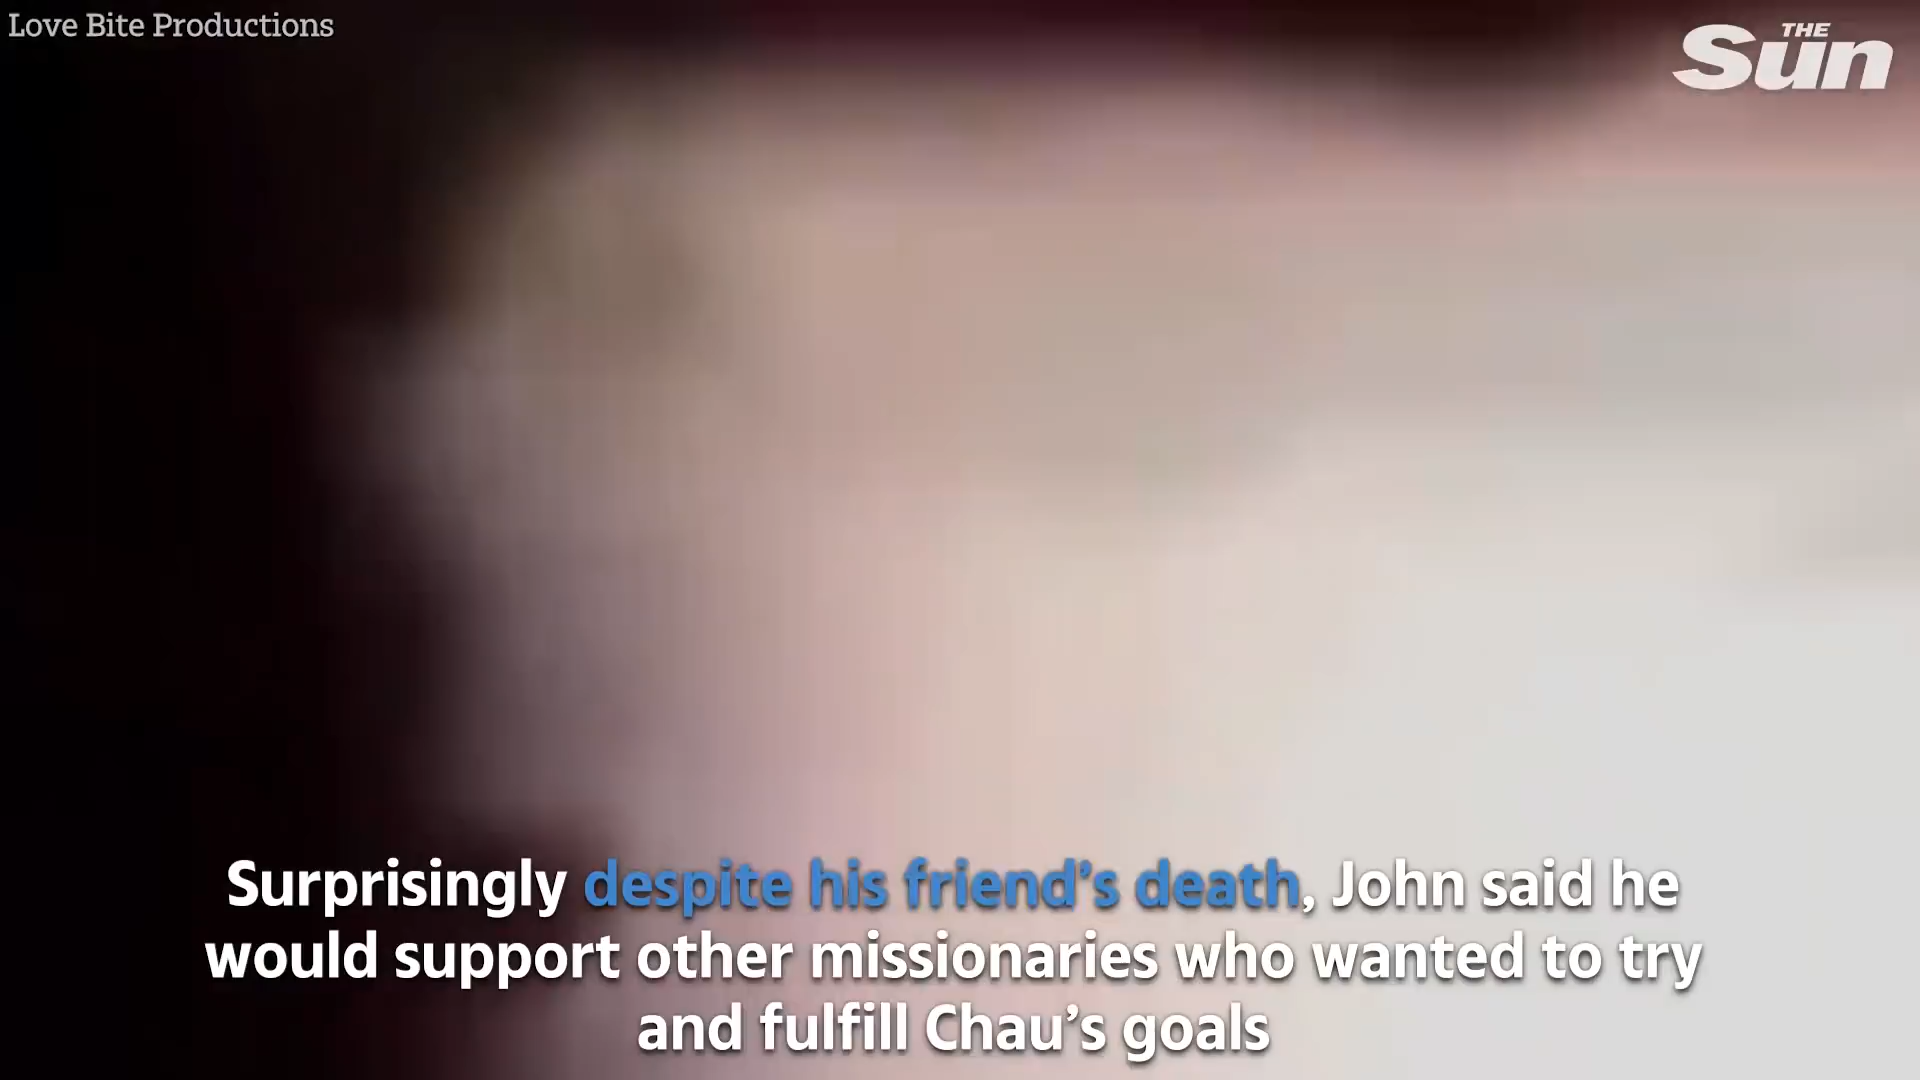 Love Bite Productions
THE
Sun
Surprisingly despite his friend's death, John said he
would support other missionaries who wanted to try
and fulfill Chau's goals